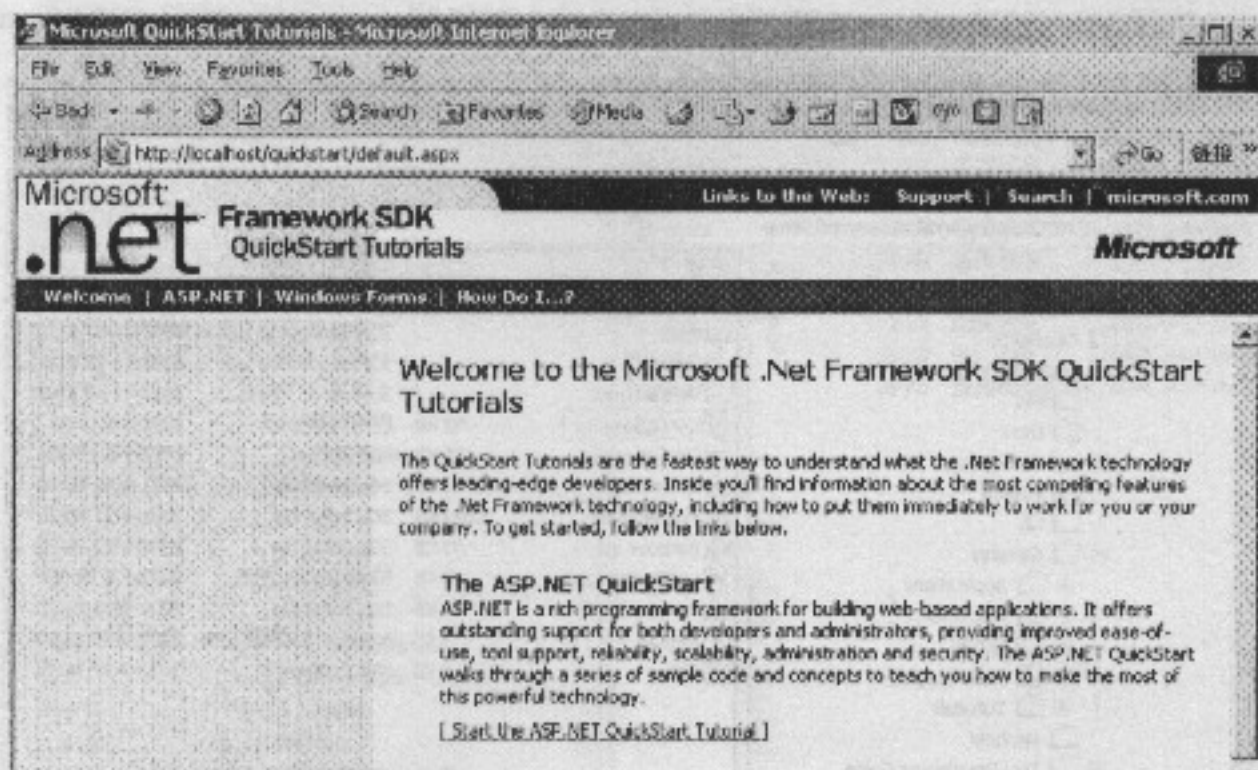 Microsoft QuickStart Tutorials - Microsoft Internet Explorer
File Edit View Favorites Tools Help
Back Search Favorites Media
Address http://localhost/quickstart/default.aspx Go
Links to the Web: Support | Search | microsoft.com
Microsoft
.net Framework SDK
QuickStart Tutorials
Microsoft
Welcome | ASP.NET | Windows Forms | How Do I...?
Welcome to the Microsoft .Net Framework SDK QuickStart
Tutorials
The QuickStart Tutorials are the fastest way to understand what the .Net Framework technology
offers leading-edge developers. Inside you'll find information about the most compelling features
of the .Net Framework technology, including how to put them immediately to work for you or your
company. To get started, follow the links below.
The ASP.NET QuickStart
ASP.NET is a rich programming framework for building web-based applications. It offers
outstanding support for both developers and administrators, providing improved ease-of-
use, tool support, reliability, scalability, administration and security. The ASP.NET QuickStart
walks through a series of sample code and concepts to teach you how to make the most of
this powerful technology.
[ Start the ASP.NET QuickStart Tutorial ]